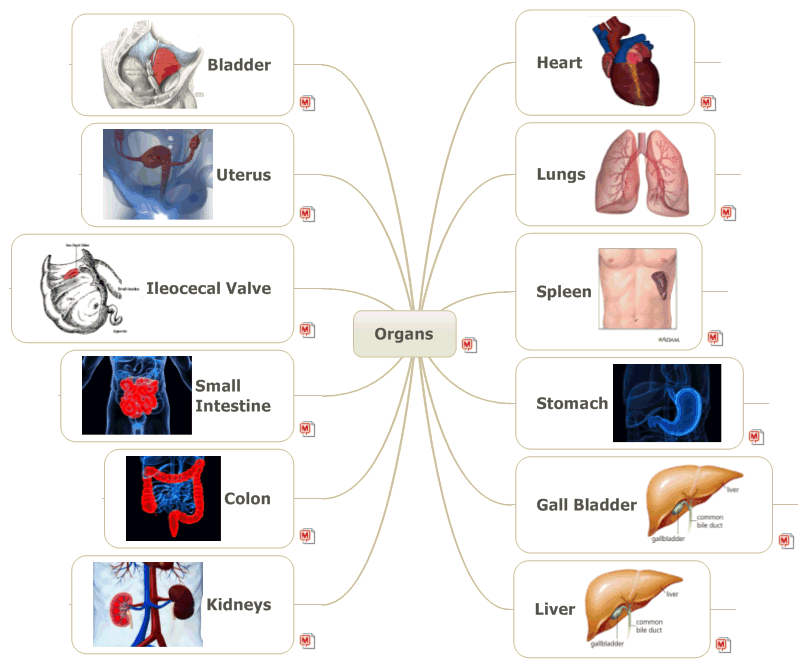 Bladder
Uterus
Ileocecal Valve
Small
Intestine
Colon
Kidneys
Organs
Heart
Lungs
Spleen
©ADAM.
Stomach
Gall Bladder
liver
common
bile duct
gallbladder
Liver
liver
common
bile duct
gallbladder